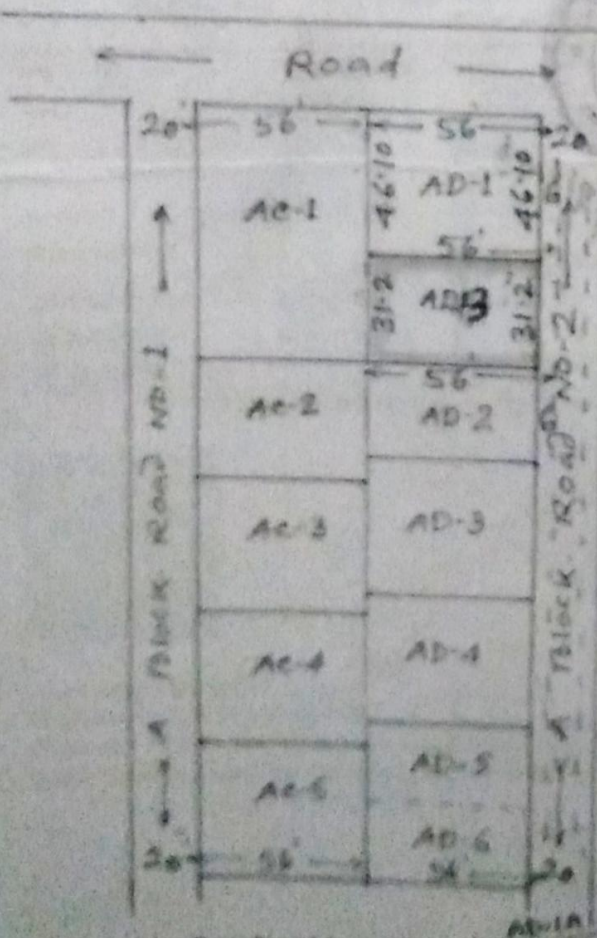 Road
20' 56' 56' 20'
AC-1
46.10 AD-1 46.10
56'
31.2 31.2
56'
AC-2
AD-2
AC-3
AD-3
AC-4
AD-4
AC-5
AD-5
AD-6
20' 56' 56' 20
A BLOCK ROAD NO-1
A BLOCK ROAD NO-2